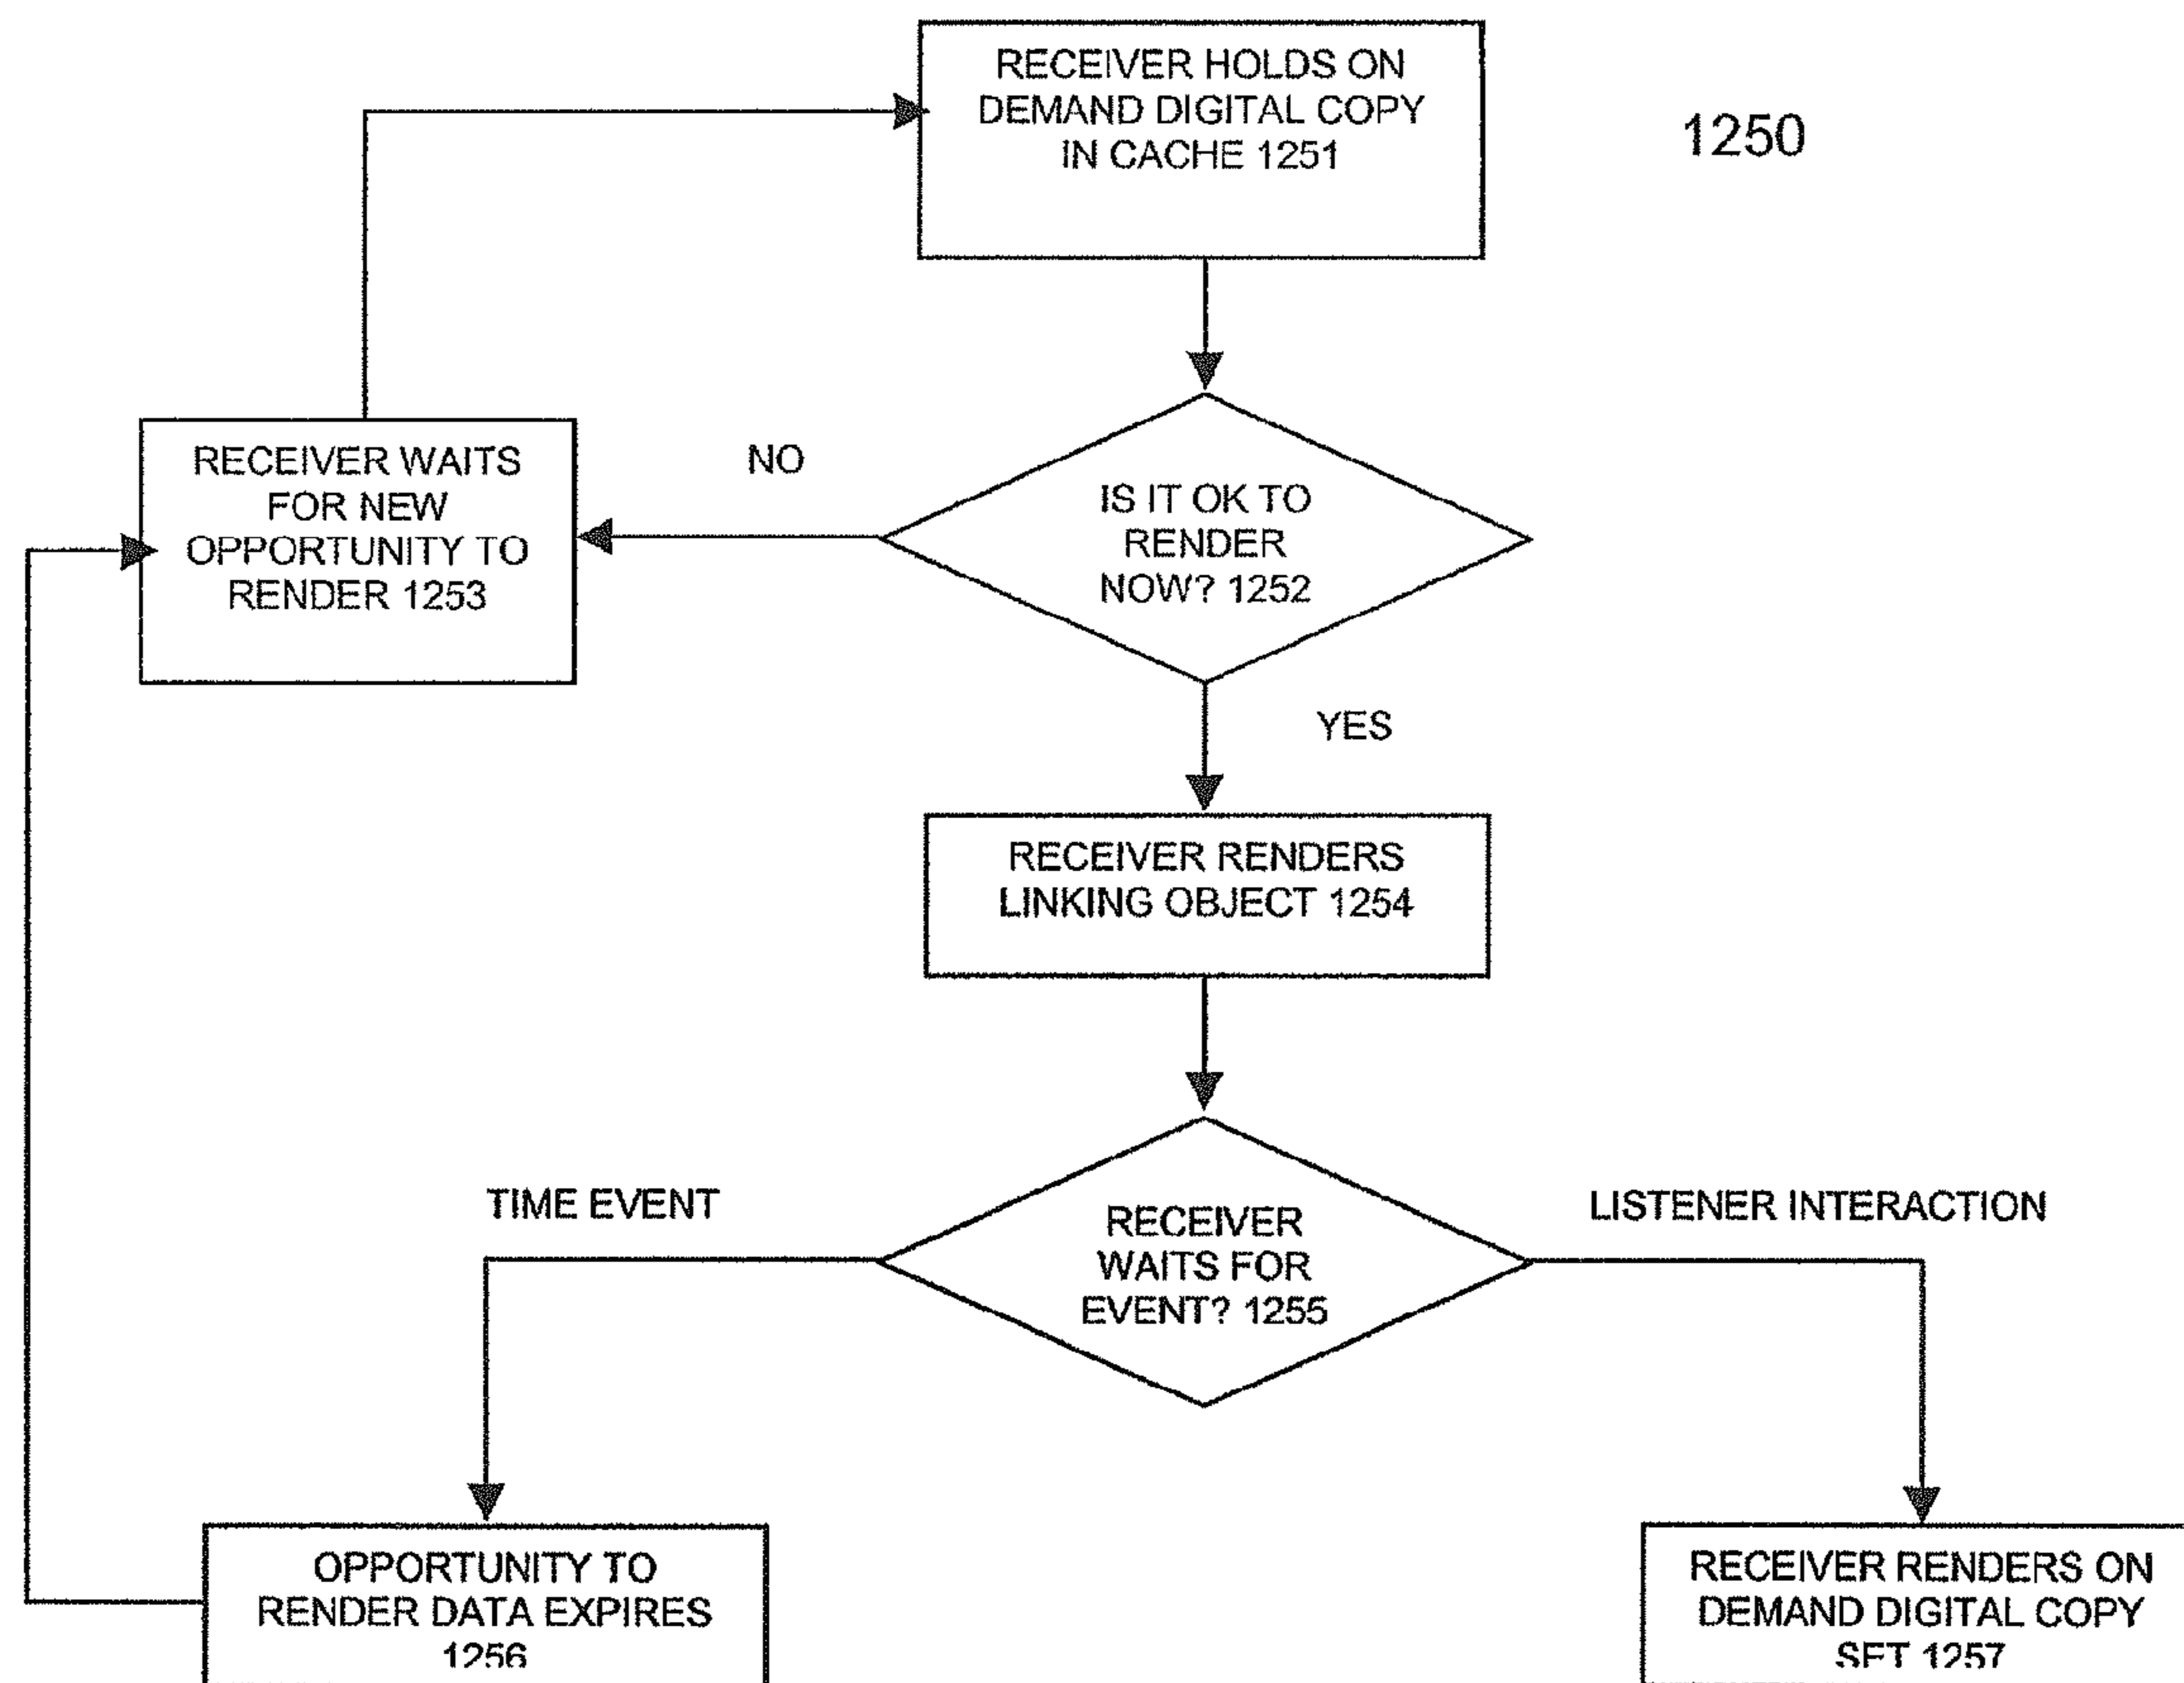 RECEIVER HOLDS ON
DEMAND DIGITAL COPY
IN CACHE 1251
1250
RECEIVER WAITS
FOR NEW
OPPORTUNITY TO
RENDER 1253
NO
IS IT OK TO
RENDER
NOW? 1252
YES
RECEIVER RENDERS
LINKING OBJECT 1254
TIME EVENT
RECEIVER
WAITS FOR
EVENT? 1255
LISTENER INTERACTION
OPPORTUNITY TO
RENDER DATA EXPIRES
1256
RECEIVER RENDERS ON
DEMAND DIGITAL COPY
SET 1257